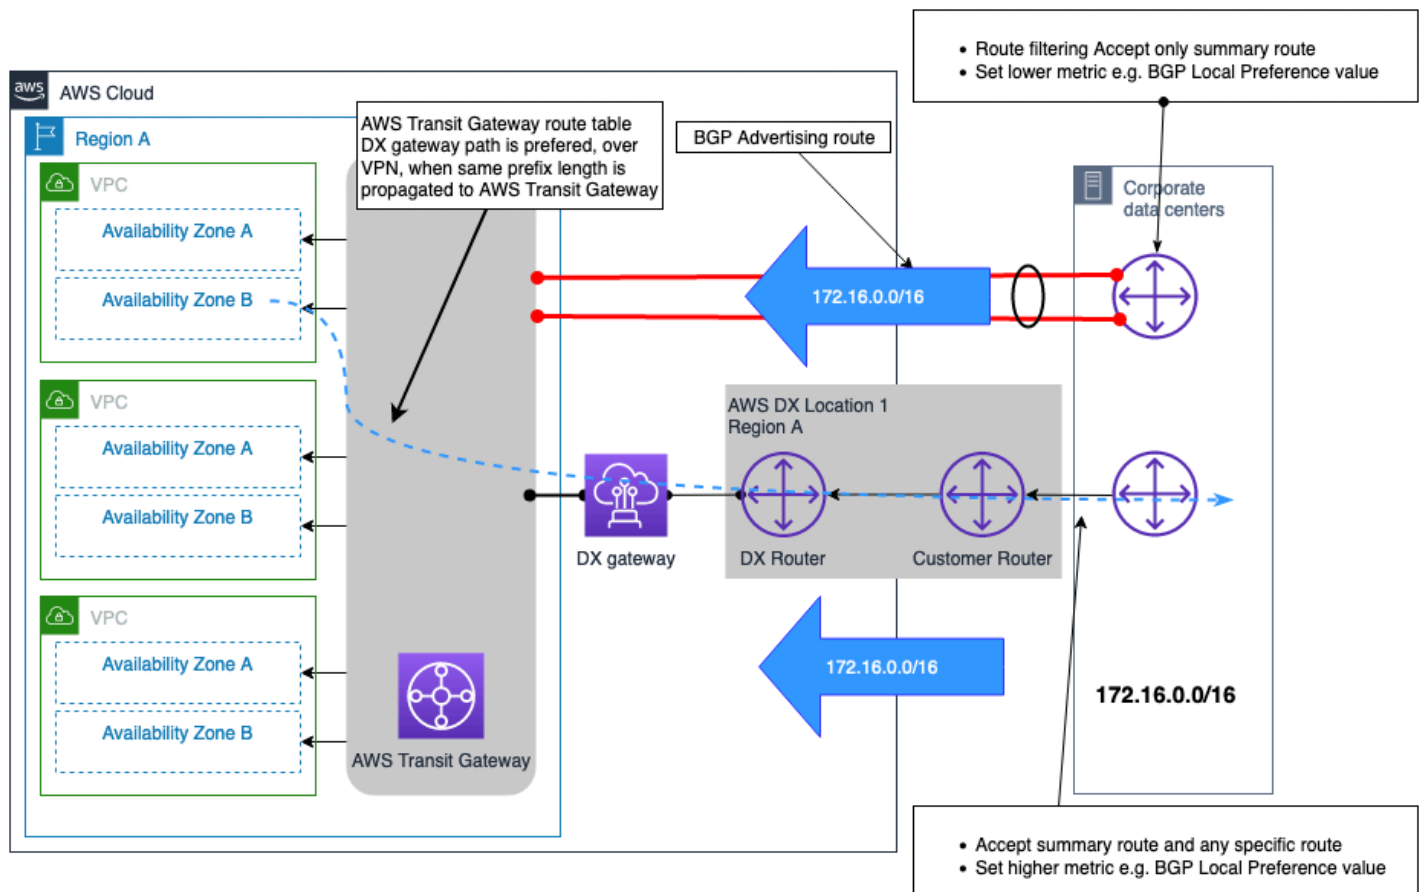 • Route filtering Accept only summary route
• Set lower metric e.g. BGP Local Preference value
aws
AWS Cloud
AWS Transit Gateway route table
DX gateway path is prefered, over
VPN, when same prefix length is
propagated to AWS Transit Gateway
BGP Advertising route
Region A
VPC
Availability Zone A
Availability Zone B
Corporate
data centers
172.16.0.0/16
VPC
Availability Zone A
Availability Zone B
AWS DX Location 1
Region A
DX gateway
DX Router
Customer Router
VPC
Availability Zone A
Availability Zone B
AWS Transit Gateway
172.16.0.0/16
172.16.0.0/16
• Accept summary route and any specific route
• Set higher metric e.g. BGP Local Preference value